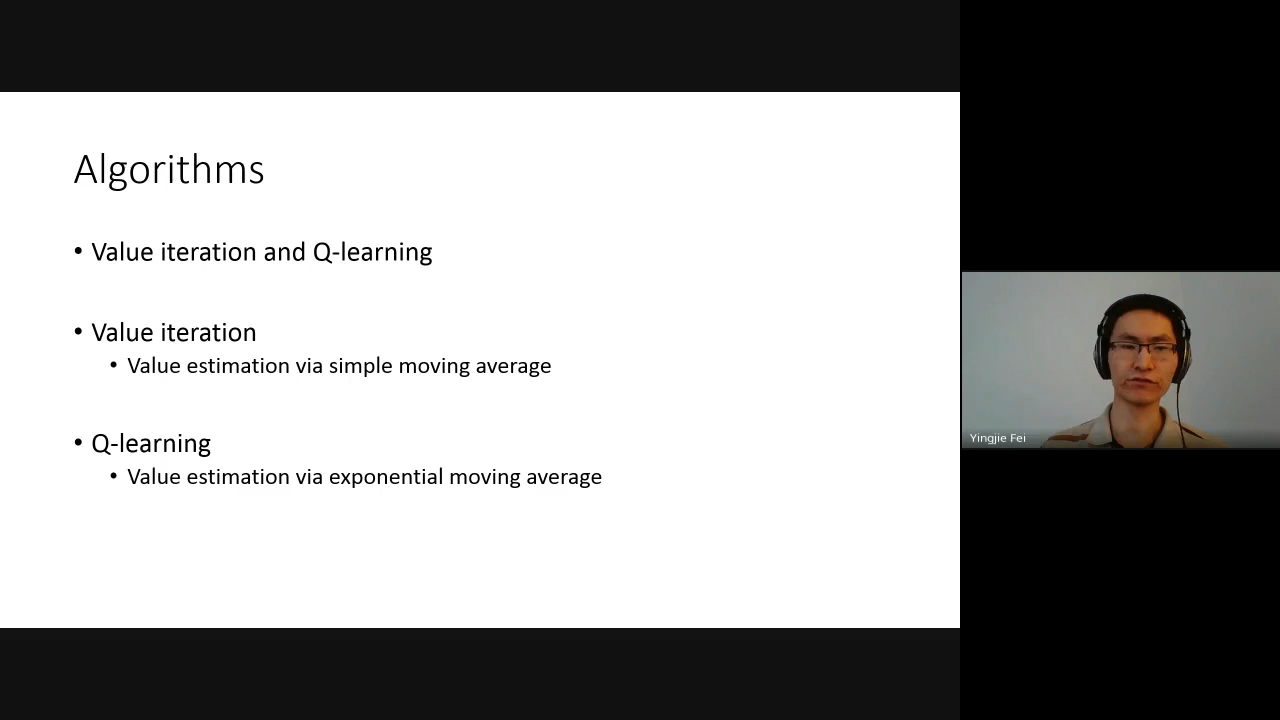 Algorithms
• Value iteration and Q-learning
• Value iteration
• Value estimation via simple moving average
• Q-learning
• Value estimation via exponential moving average
Yingjie Fei